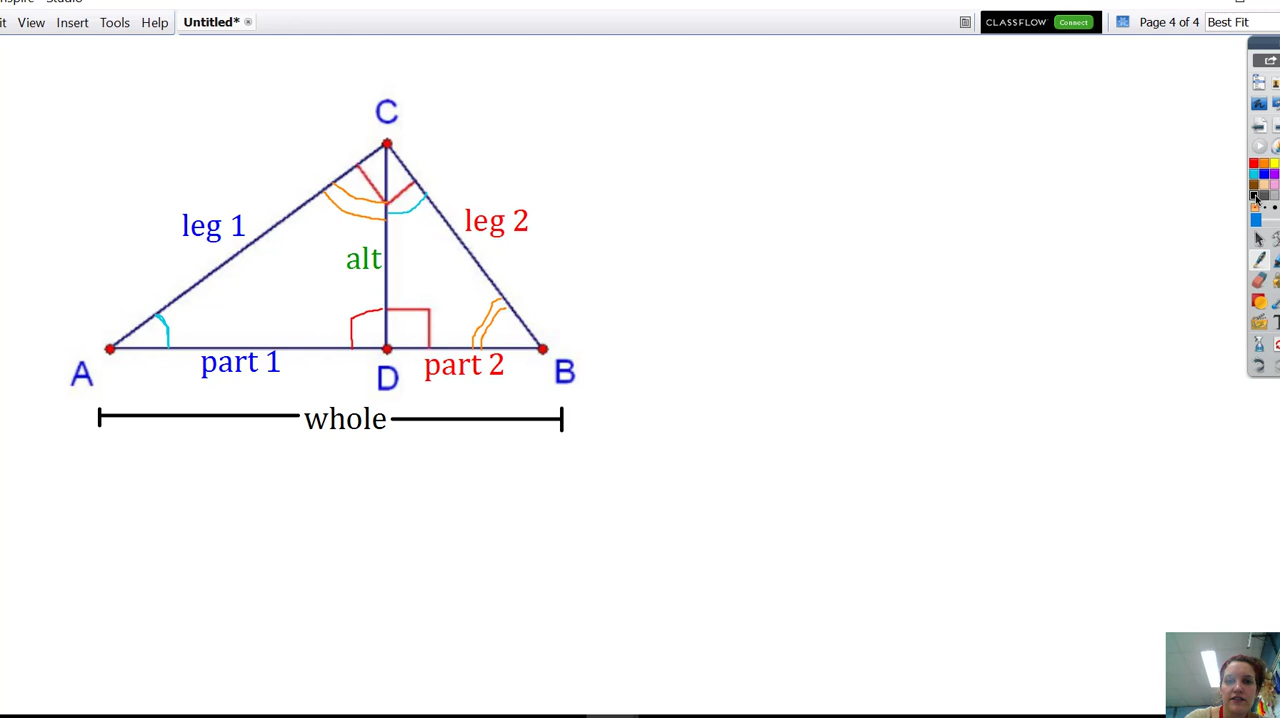 View Insert Tools Help Untitled* CLASSFLOW Connect Page 4 of 4 Best Fit
C
leg 1
leg 2
alt
part 1
part 2
A
D
B
whole